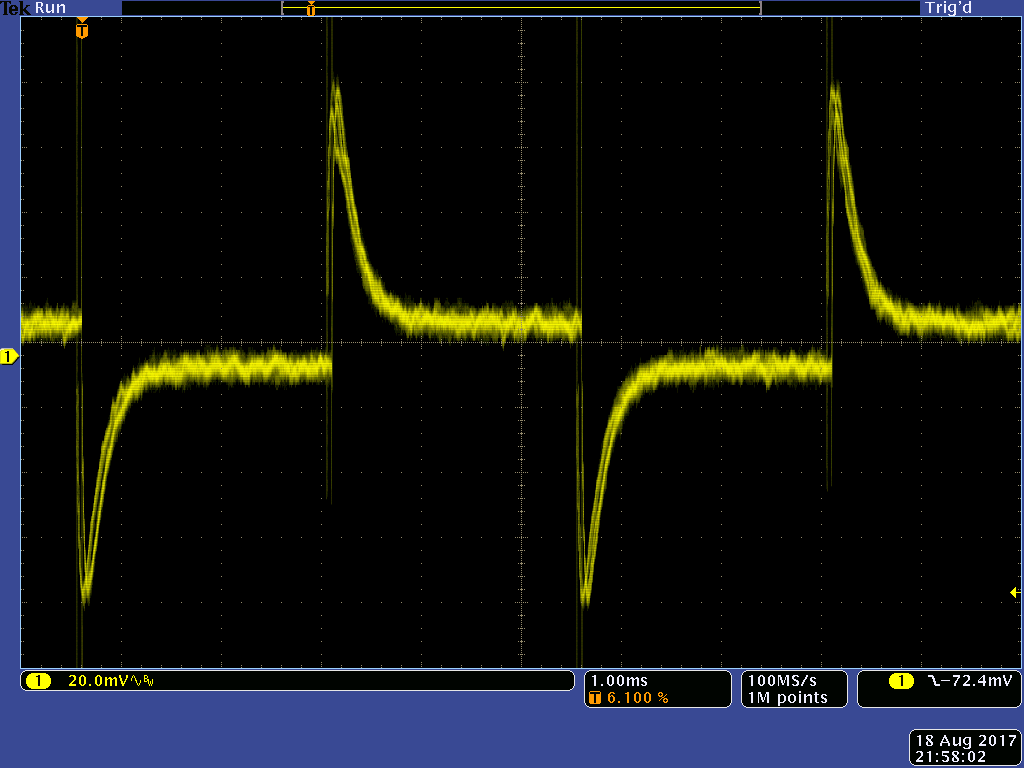 Tek Run
Trig'd
T
T
1
1 20.0mV∿BW
1.00ms
T 6.100 %
100MS/s
1M points
1 -72.4mV
18 Aug 2017
21:58:02